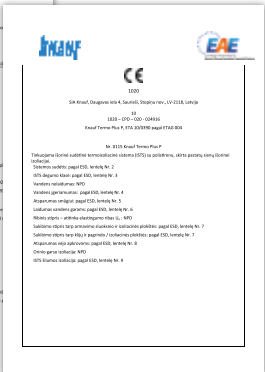 KNAUF
EAE
CE
1020
SIA Knauf, Daugavas iela 4, Saurieši, Stopiņu nov., LV-2118, Latvija
10
1020 – CPD – 020 - 024916
Knauf Termo Plus P, ETA 10/0390 pagal ETAG 004
Nr. 0115 Knauf Termo Plus P
Tinkuojama išorinė sudėtinė termoizoliacinė sistema (ISTS) su polistirenu, skirta pastatų sienų išorinei
izoliacijai.
Sistemos sudėtis: pagal ESD, lentelę Nr. 2
ISTS degumo klasė: pagal ESD, lentelę Nr. 3
Vandens nelaidumas: NPD
Vandens įgeriamumas: pagal ESD, lentelę Nr. 4
Atsparumas smūgiui: pagal ESD, lentelę Nr. 5
Laidumas vandens garams: pagal ESD, lentelę Nr. 6
Ribinis stipris – atitinka elastingumo ribas U : NPD
Sukibimo stipris tarp armavimo sluoksnio ir izoliacinės plokštės: pagal ESD, lentelę Nr. 7
Sukibimo stipris tarp klijų ir pagrindo / izoliacinės plokštės: pagal ESD, lentelę Nr. 7
Atsparumas vėjo apkrovoms: pagal ESD, lentelę Nr. 8
Orinio garso izoliacija: NPD
ISTS šilumos izoliacija: pagal ESD, lentelę Nr. 9